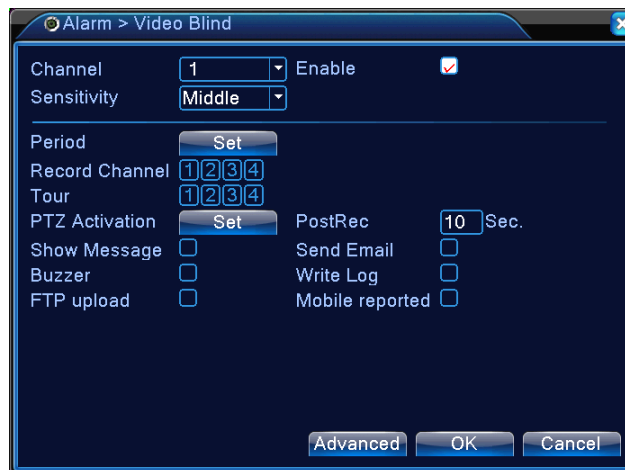 Alarm > Video Blind
Channel 1 Enable
Sensitivity Middle
Period Set
Record Channel 1 2 3 4
Tour 1 2 3 4
PTZ Activation Set PostRec 10 Sec.
Show Message Send Email
Buzzer Write Log
FTP upload Mobile reported
Advanced OK Cancel